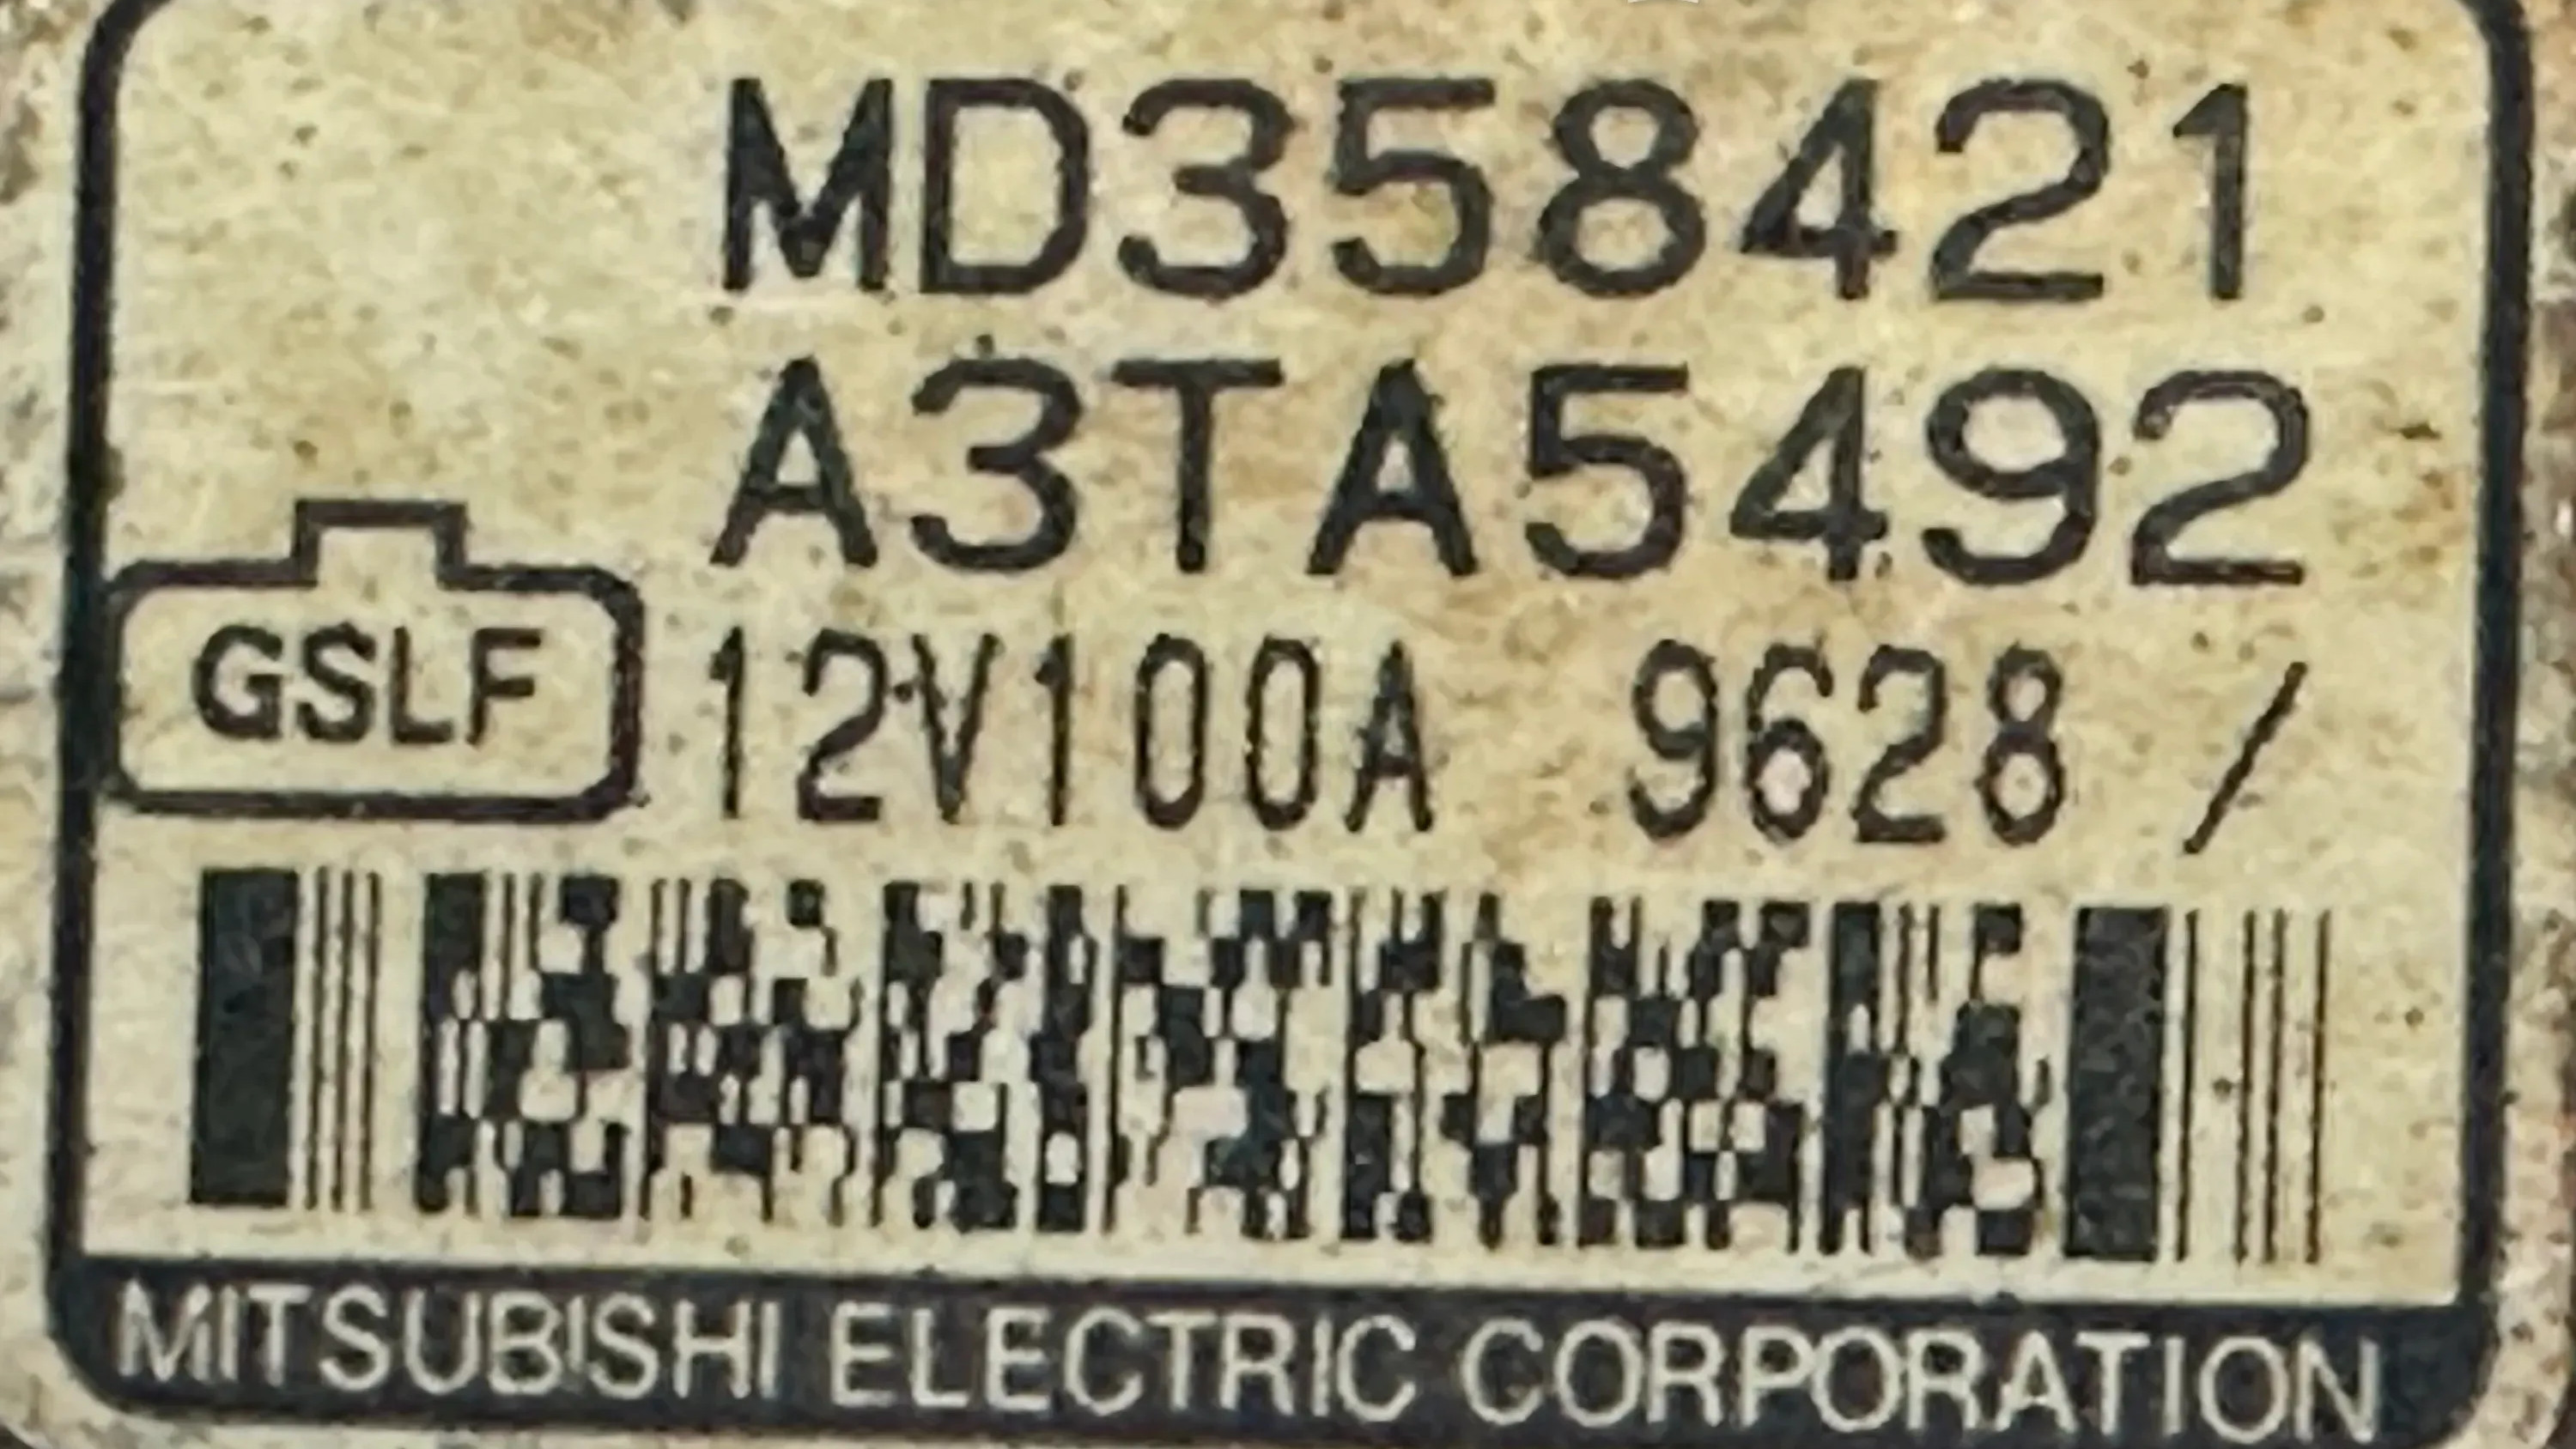 MD358421
A3TA5492
GSLF 12V100A 9628 /
MITSUBISHI ELECTRIC CORPORATION